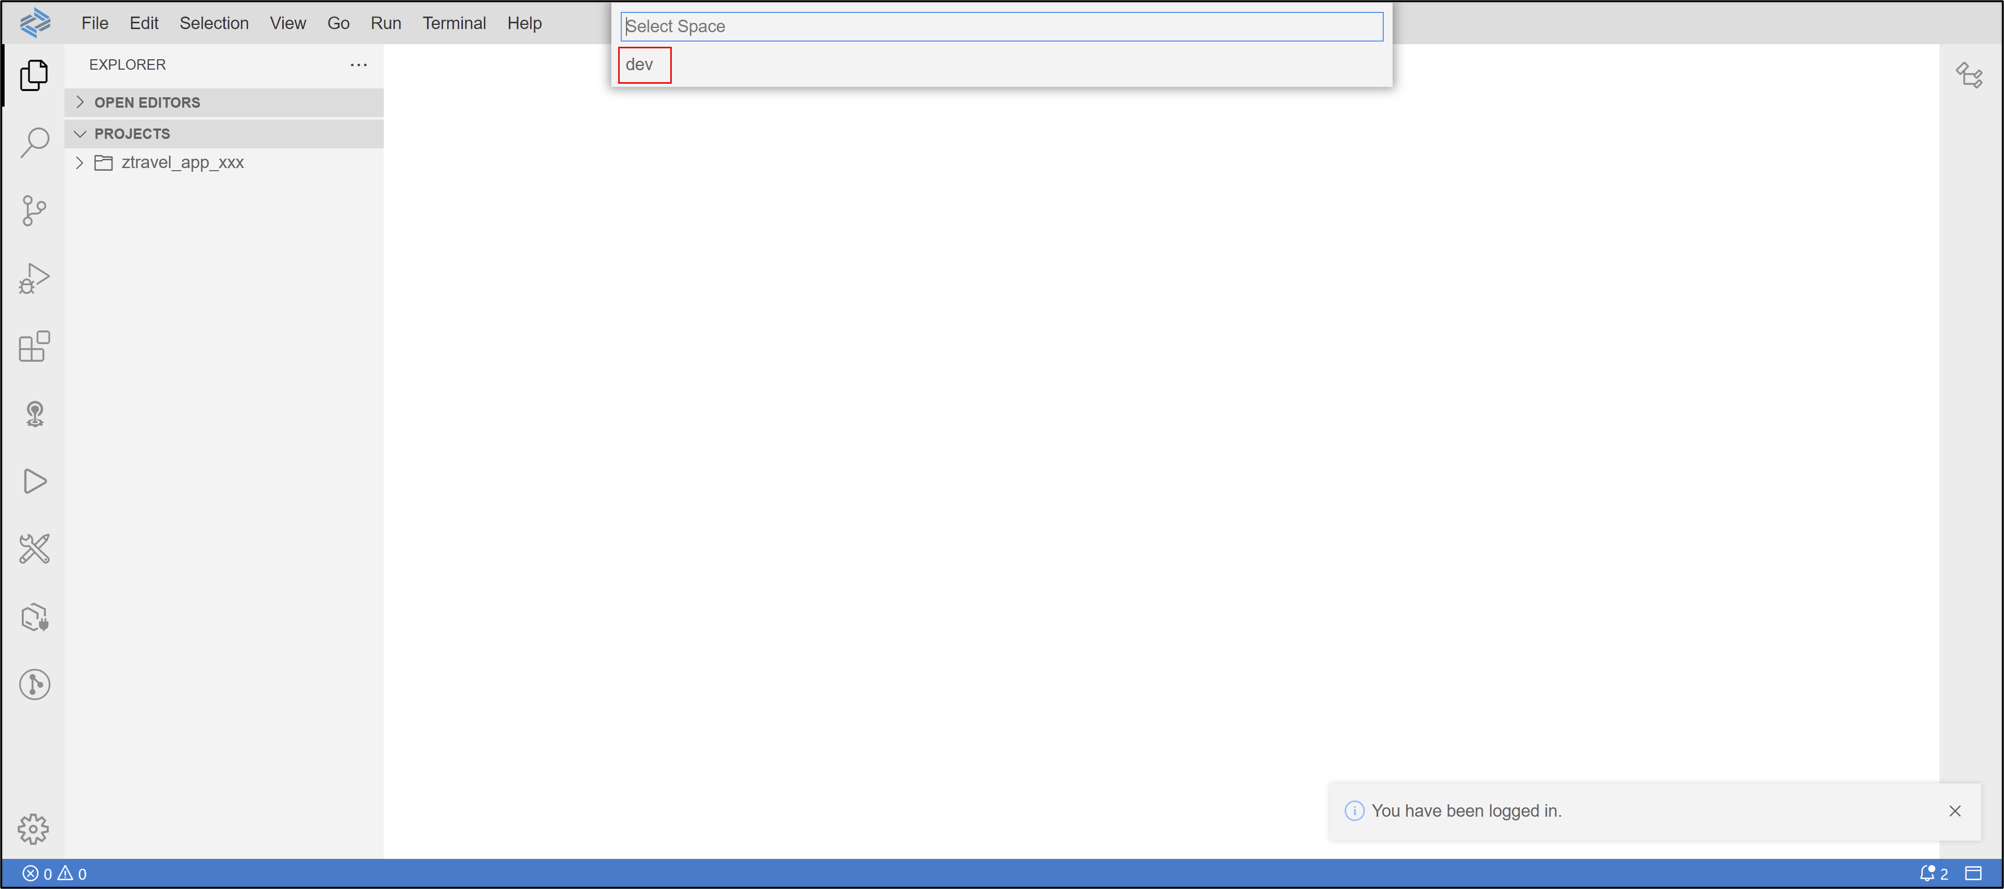 File Edit Selection View Go Run Terminal Help
Select Space
dev
EXPLORER
OPEN EDITORS
PROJECTS
ztravel_app_xxx
You have been logged in.
0 0
2